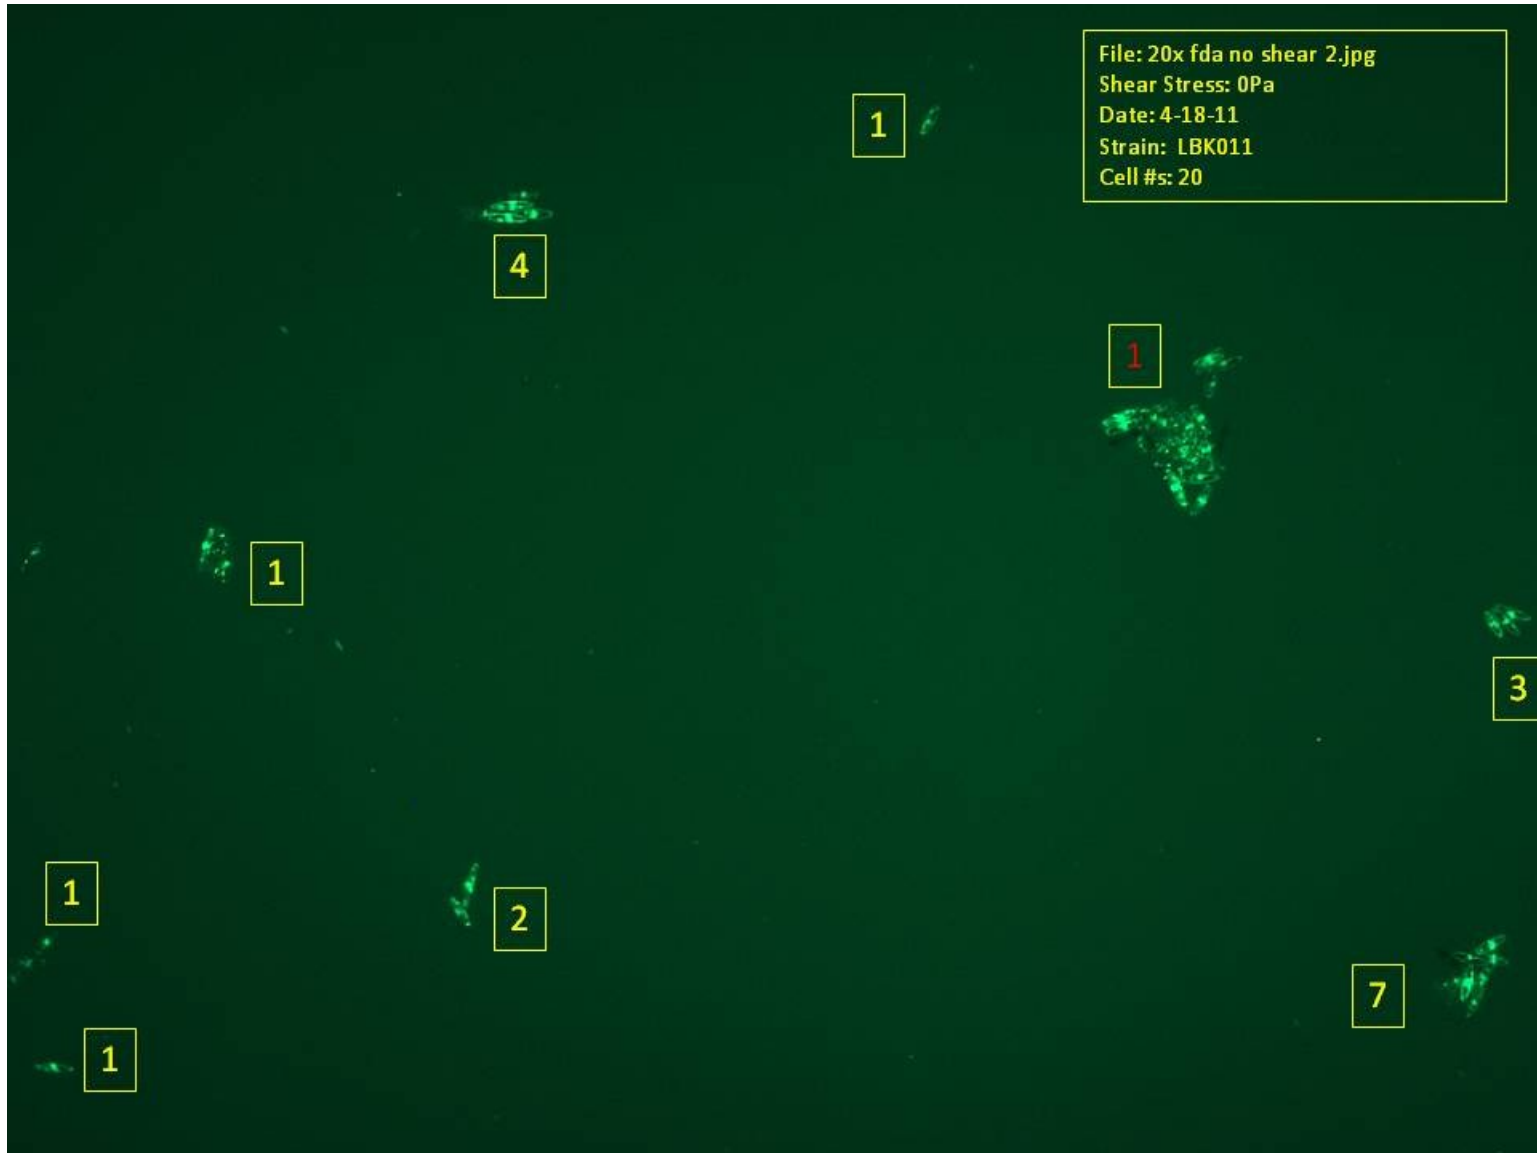 File: 20x fda no shear 2.jpg
Shear Stress: 0Pa
Date: 4-18-11
Strain: LBK011
Cell #s: 20
1
4
1
1
3
1
2
7
1